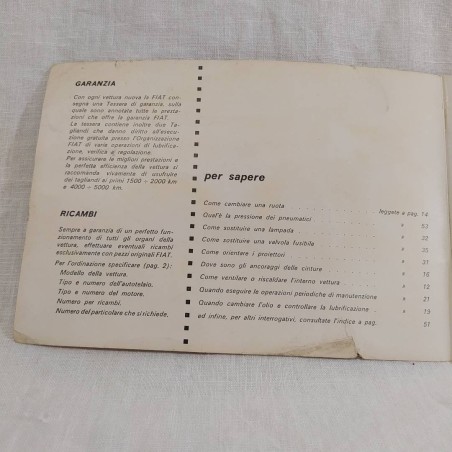 GARANZIA
Con ogni vettura nuova la FIAT con-
segna una Tessera di garanzia, sulla
quale sono annotate tutte le presta-
zioni che offre la garanzia FIAT.
La tessera contiene inoltre due Ta-
gliandi che danno diritto all'esecu-
zione gratuita presso l'Organizzazione
FIAT di varie operazioni di lubrifica-
zione, verifica e regolazione.
Per assicurare le migliori prestazioni e
la perfetta efficienza della vettura si
raccomanda vivamente di usufruire
dei tagliandi ai primi 1500 - 2000 km
e 4000 - 5000 km.
RICAMBI
Sempre a garanzia di un perfetto fun-
zionamento di tutti gli organi della
vettura, effettuare eventuali ricambi
esclusivamente con pezzi originali FIAT.
Per l'ordinazione specificare (pag. 2):
Modello della vettura.
Tipo e numero dell'autotelaio.
Tipo e numero del motore.
Numero per ricambi.
Numero del particolare che si richiede.
per sapere
Come cambiare una ruota leggete a pag. 14
Qual'è la pressione dei pneumatici » 53
Come sostituire una lampada » 32
Come sostituire una valvola fusibile »
Come orientare i proiettori » 31
Dove sono gli ancoraggi delle cinture » 16
Come ventilare o riscaldare l'interno vettura » 12
Quando eseguire le operazioni periodiche di manutenzione » 21
Quando cambiare l'olio e controllare la lubrificazione » 15
ed infine, per altri interrogativi, consultate l'indice a pag. 51